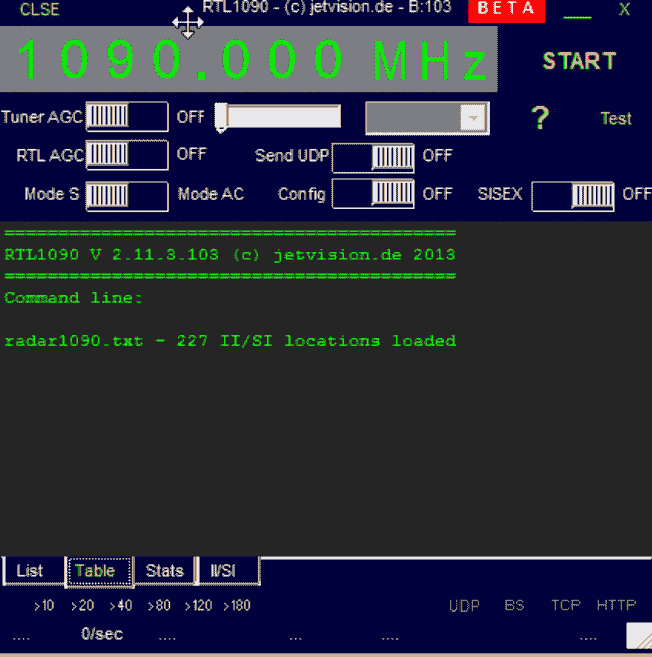 CLSE RTL1090 - (c) jetvision.de - B:103 BETA __ X
1090.000 MHz START
Tuner AGC OFF ? Test
RTL AGC OFF Send UDP OFF
Mode S Mode AC Config OFF SISEX OFF
==========================================
RTL1090 V 2.11.3.103 (c) jetvision.de 2013
==========================================
Command line:
radar1090.txt - 227 II/SI locations loaded
List Table Stats II/SI
>10 >20 >40 >80 >120 >180 UDP BS TCP HTTP
.... 0/sec .... ... .... ....